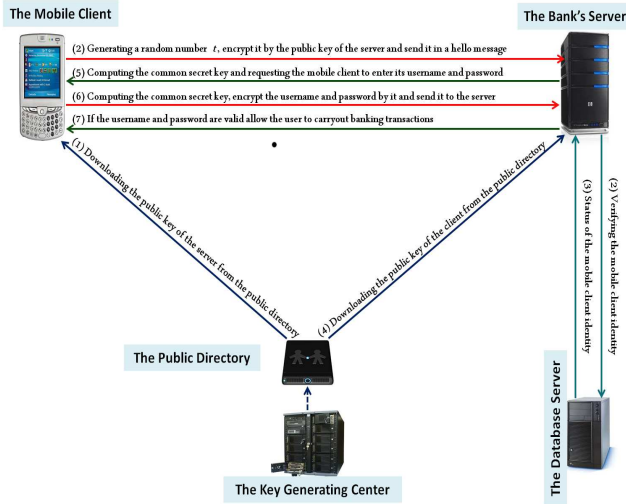 The Mobile Client
The Bank's Server
(2) Generating a random number t, encrypt it by the public key of the server and send it in a hello message
(5) Computing the common secret key and requesting the mobile client to enter its username and password
(6) Computing the common secret key, encrypt the username and password by it and send it to the server
(7) If the username and password are valid allow the user to carryout banking transactions
(1) Downloading the public key of the server from the public directory
(4) Downloading the public key of the client from the public directory
(3) Status of the mobile client identity
(2) Verifying the mobile client identity
The Public Directory
The Database Server
The Key Generating Center